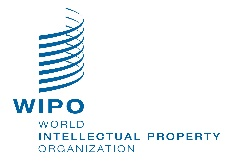 WIPO
WORLD
INTELLECTUAL PROPERTY
ORGANIZATION